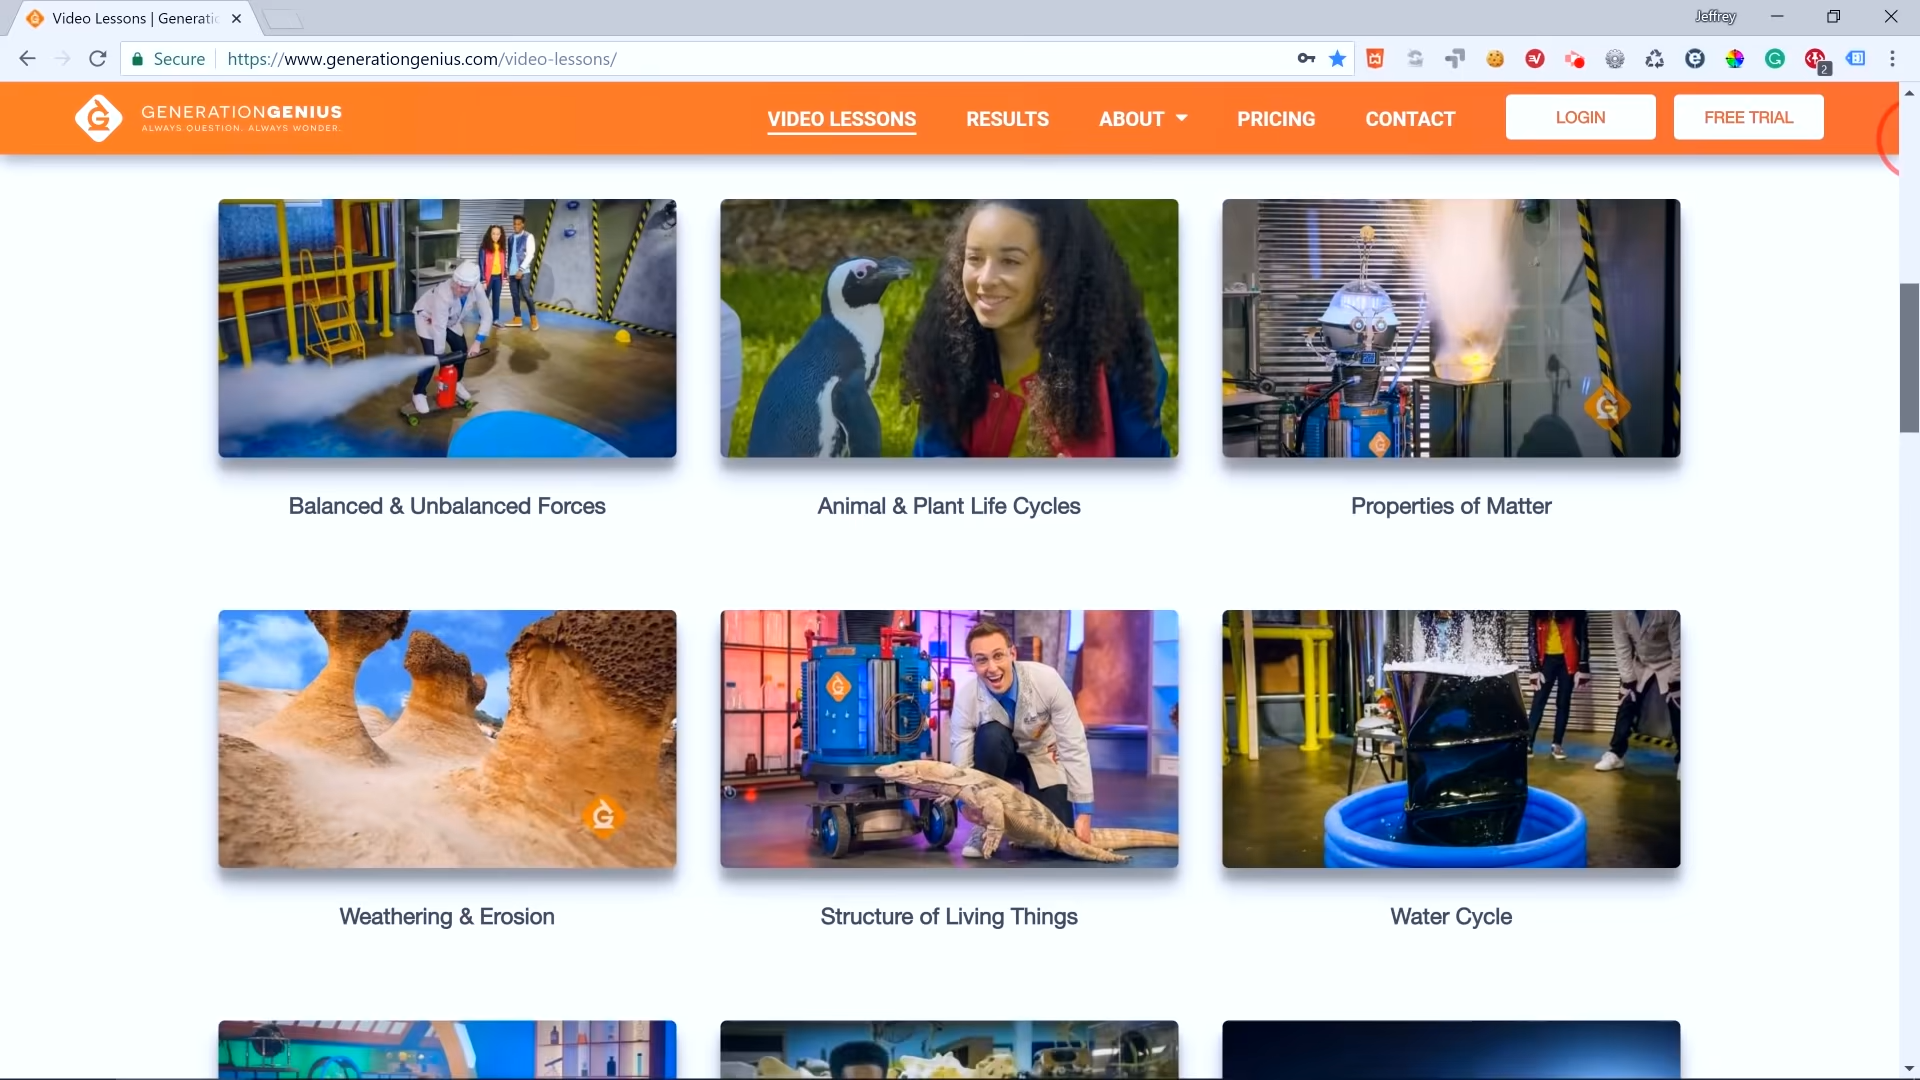 Video Lessons | Generati
Jeffrey
Secure
https://www.generationgenius.com/video-lessons/
2
GENERATIONGENIUS
ALWAYS QUESTION. ALWAYS WONDER.
VIDEO LESSONS
RESULTS
ABOUT
PRICING
CONTACT
LOGIN
FREE TRIAL
Balanced & Unbalanced Forces
Animal & Plant Life Cycles
Properties of Matter
Weathering & Erosion
Structure of Living Things
Water Cycle